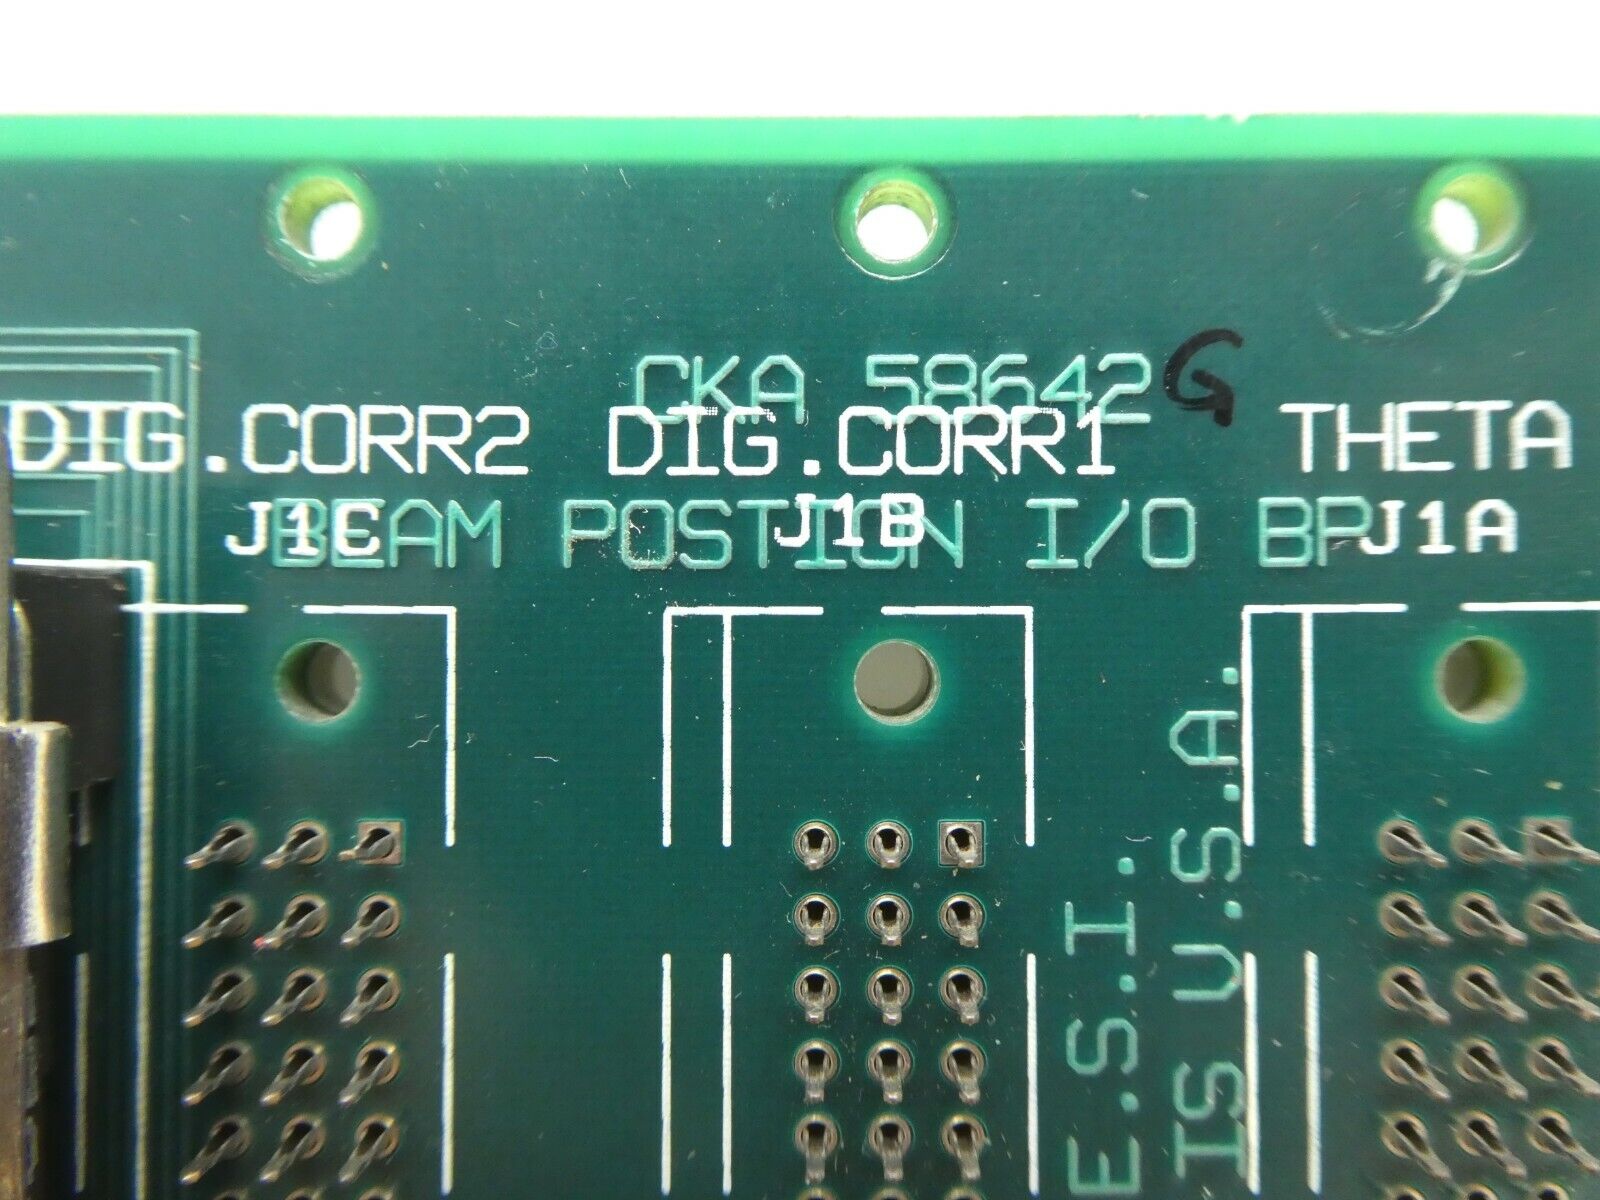 CKA 58642 G
DIG.CORR2 DIG.CORR1 THETA
J1C J1B J1A
BEAM POSTION I/O BP
E.S.I.
IS U.S.A.